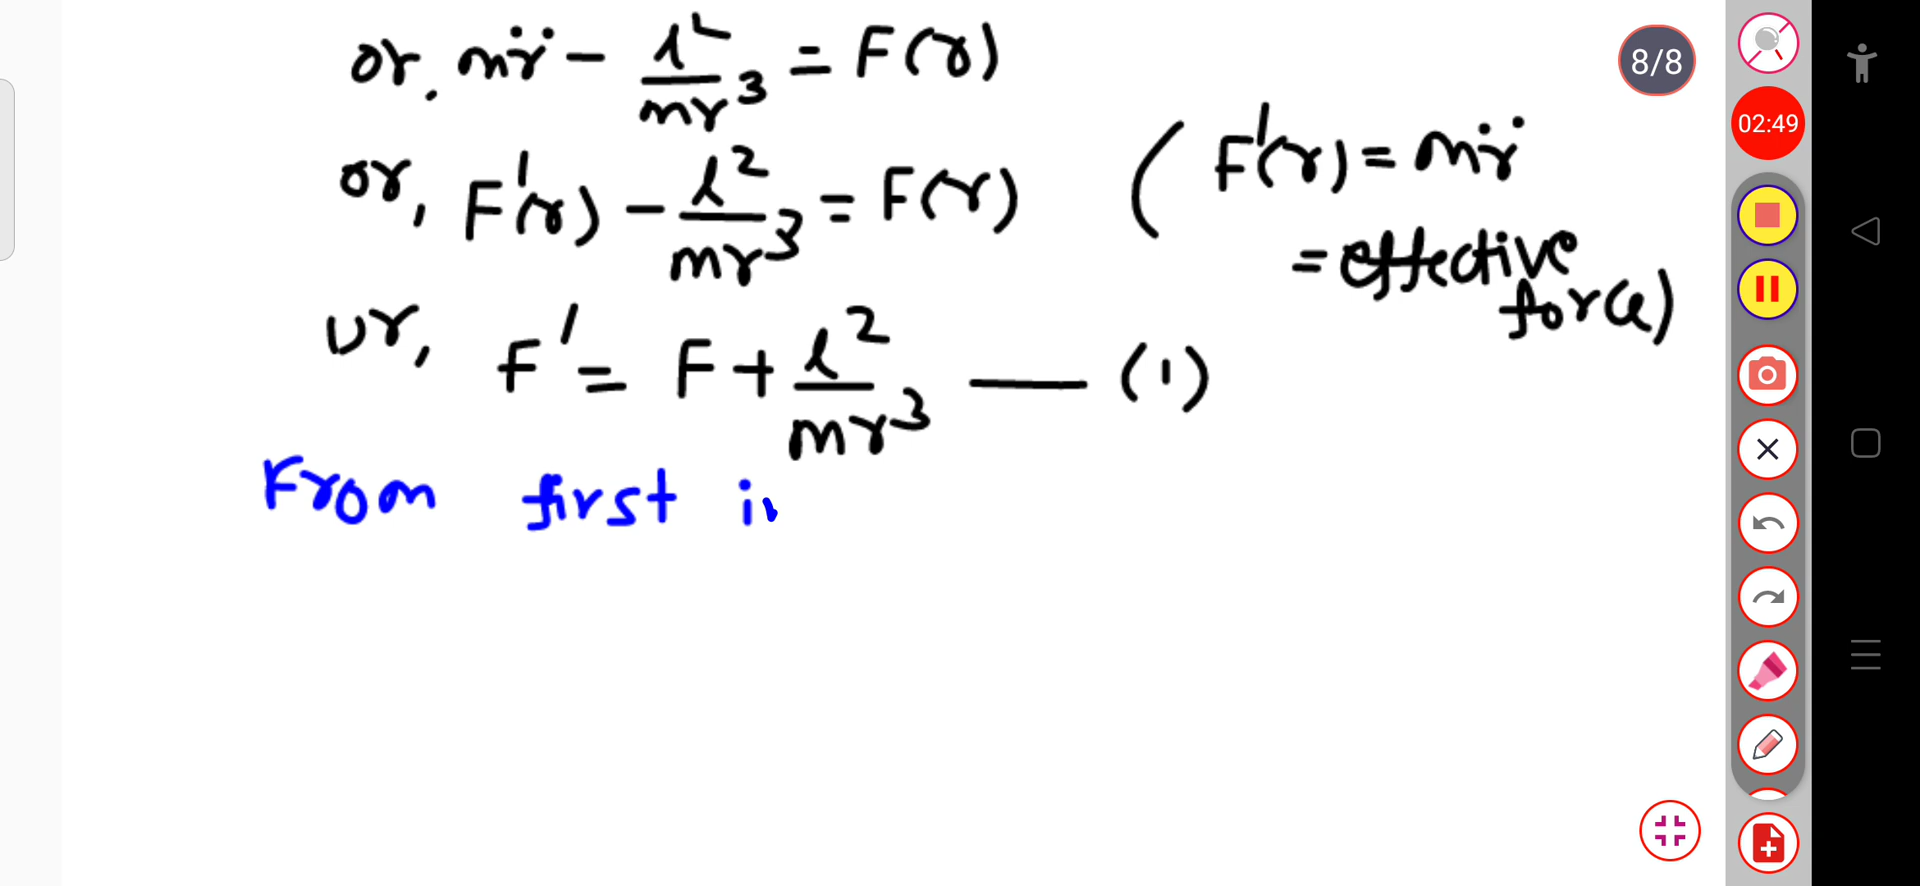 or, mr̈ − l²/mr³ = F(r)
or, F'(r) − l²/mr³ = F(r) (F'(r) = mr̈
= effective
force)
or, F' = F + l²/mr³ —— (1)
From first in
8/8
02:49